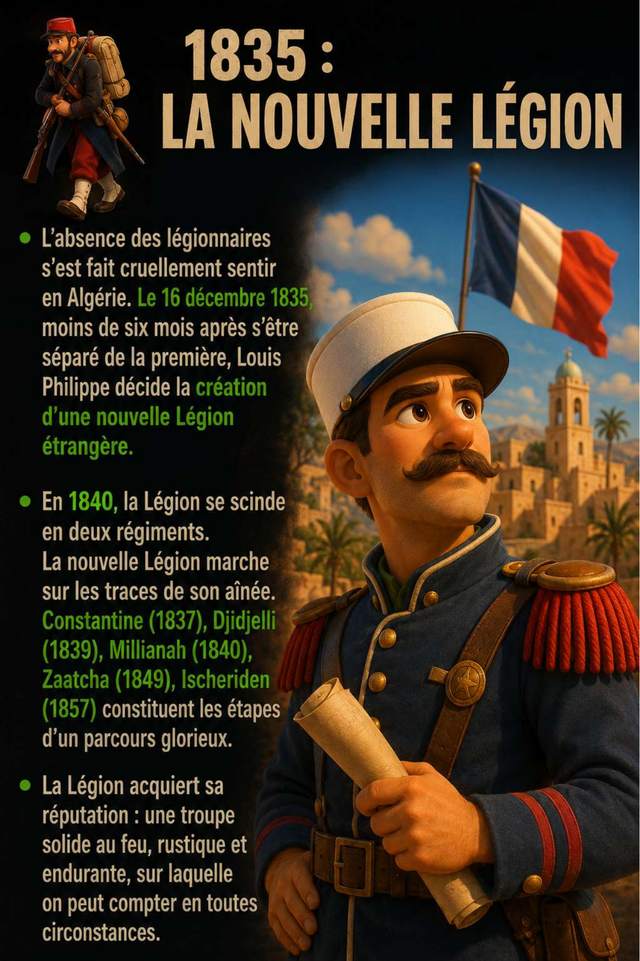 1835 :
LA NOUVELLE LÉGION
L'absence des légionnaires
s'est fait cruellement sentir
en Algérie. Le 16 décembre 1835,
moins de six mois après s'être
séparé de la première, Louis
Philippe décide la création
d'une nouvelle Légion
étrangère.
En 1840, la Légion se scinde
en deux régiments.
La nouvelle Légion marche
sur les traces de son aînée.
Constantine (1837), Djidjelli
(1839), Millianah (1840),
Zaatcha (1849), Ischeriden
(1857) constituent les étapes
d'un parcours glorieux.
La Légion acquiert sa
réputation : une troupe
solide au feu, rustique et
endurante, sur laquelle
on peut compter en toutes
circonstances.